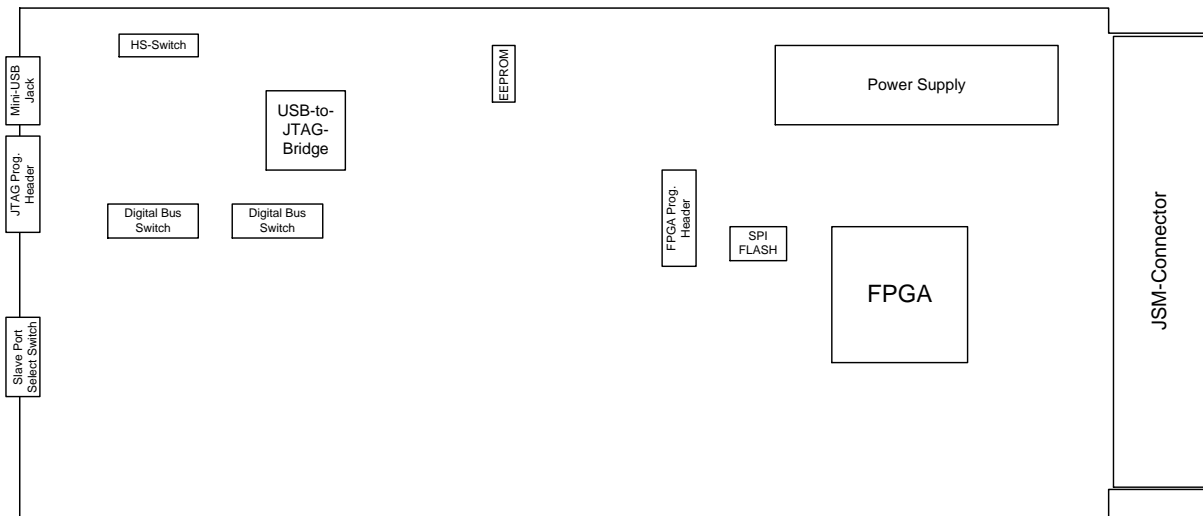 HS-Switch
Mini-USB
Jack
EEPROM
Power Supply
USB-to-
JTAG-
Bridge
JTAG Prog.
Header
Digital Bus
Switch
Digital Bus
Switch
FPGA Prog.
Header
SPI
FLASH
FPGA
JSM-Connector
Slave Port
Select Switch